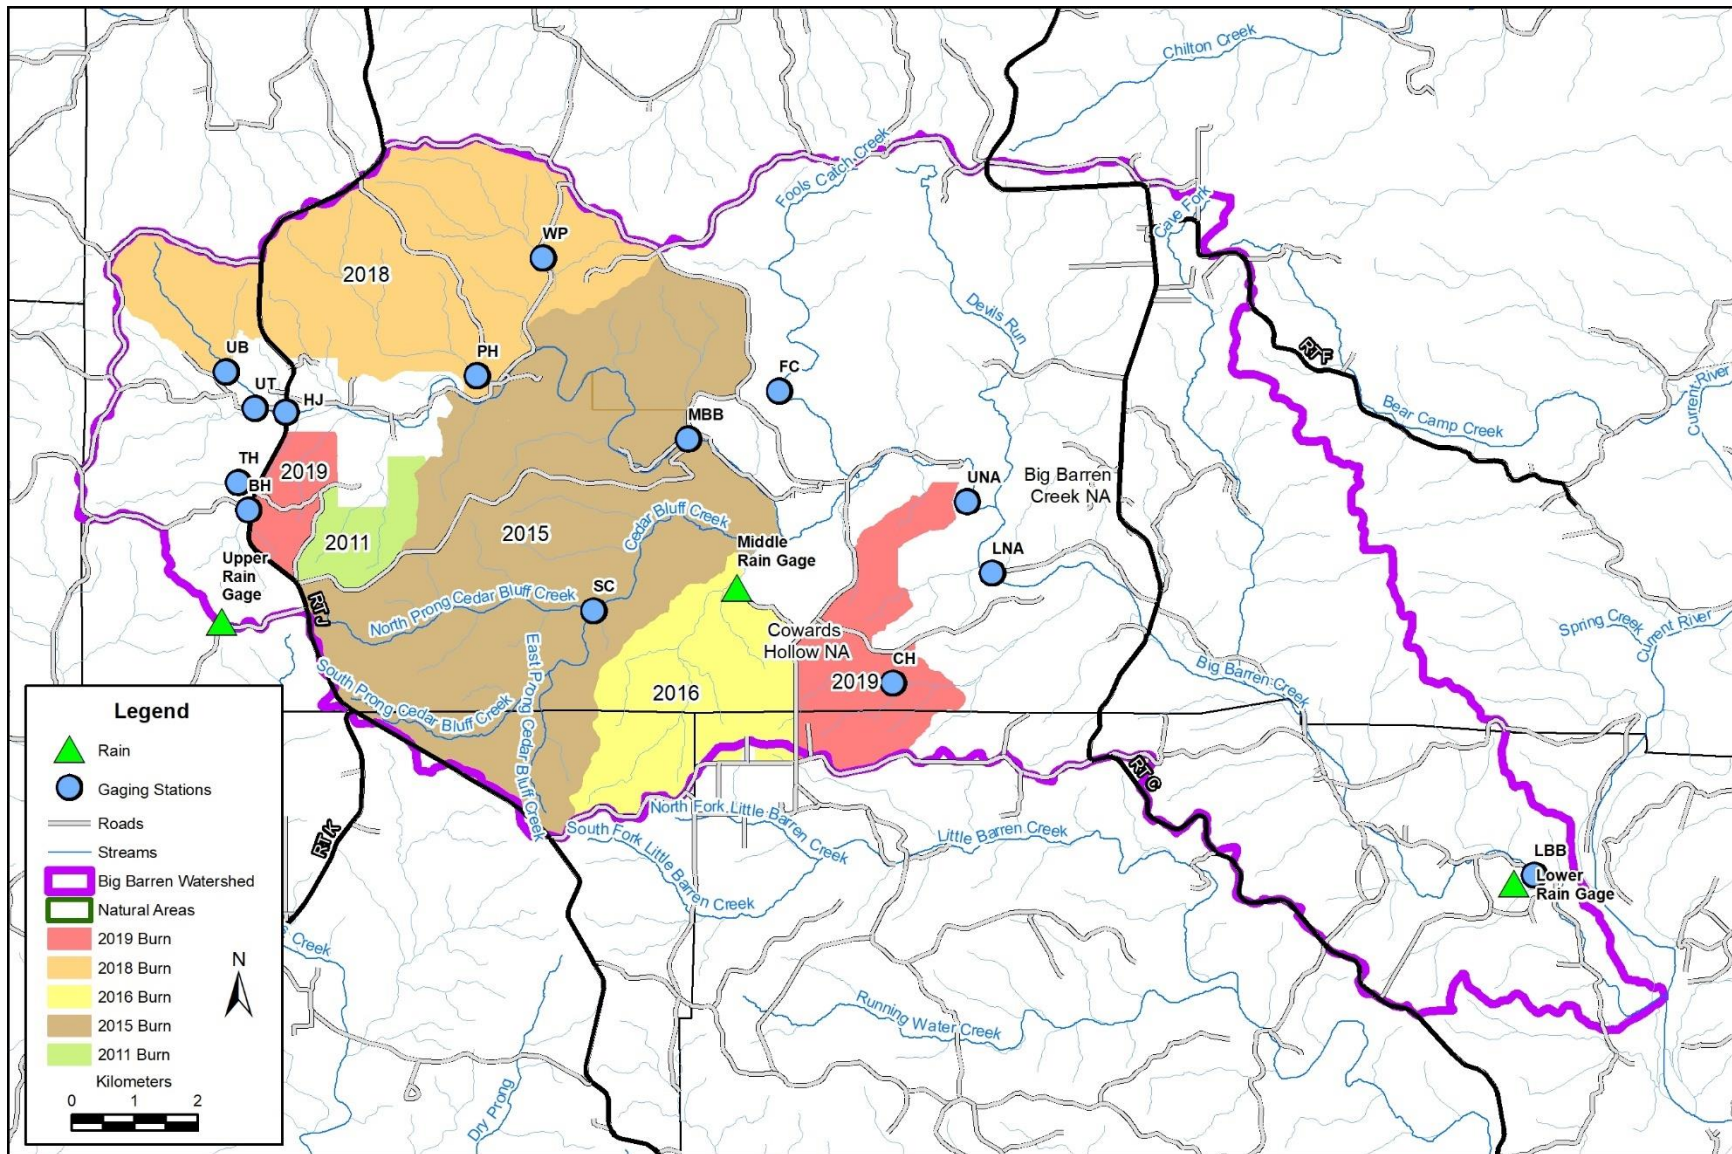 Chilton Creek
Fools Catch Creek
Cave Fork
WP
2018
Devils Run
UB
PH
FC
RT F
Current River
UT
HJ
MBB
Bear Camp Creek
TH
2019
BH
UNA
Big Barren
Creek NA
2011
2015
Cedar Bluff Creek
Middle
Rain Gage
LNA
Upper
Rain
Gage
SC
RT J
North Prong Cedar Bluff Creek
Cowards
Hollow NA
Spring Creek
Current River
East Prong Cedar Bluff Creek
South Prong Cedar Bluff Creek
2016
CH
2019
Big Barren Creek
RT C
RT K
North Fork Little Barren Creek
South Fork Little Barren Creek
Little Barren Creek
LBB
Lower
Rain Gage
Creek
Running Water Creek
Dry Prong
Legend
Rain
Gaging Stations
Roads
Streams
Big Barren Watershed
Natural Areas
2019 Burn
2018 Burn
N
2016 Burn
2015 Burn
2011 Burn
Kilometers
0 1 2